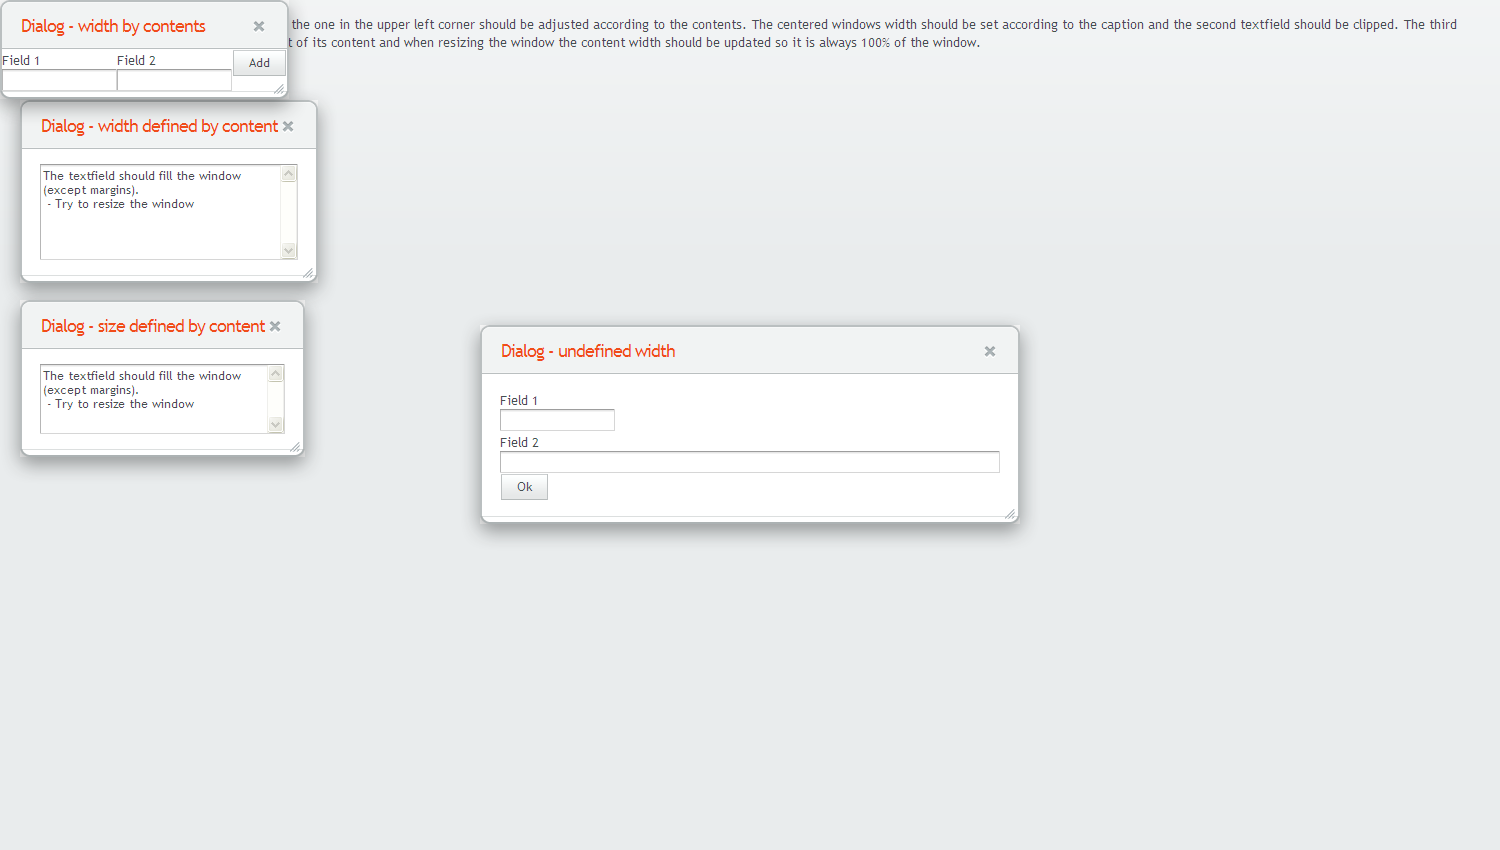 Dialog - width by contents
the one in the upper left corner should be adjusted according to the contents. The centered windows width should be set according to the caption and the second textfield should be clipped. The third
t of its content and when resizing the window the content width should be updated so it is always 100% of the window.
Field 1 Field 2 Add
Dialog - width defined by content
The textfield should fill the window
(except margins).
- Try to resize the window
Dialog - size defined by content
The textfield should fill the window
(except margins).
- Try to resize the window
Dialog - undefined width
Field 1
Field 2
Ok